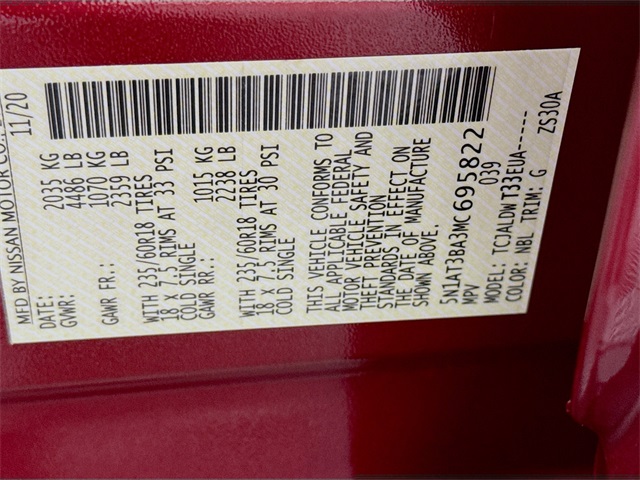 MFD BY NISSAN MOTOR CO.,
DATE: 11/20
GVWR: 2035 KG
4486 LB
GAWR FR.: 1070 KG
2359 LB
WITH 235/60R18 TIRES
18 X 7.5 RIMS AT 33 PSI
COLD SINGLE
GAWR RR.: 1015 KG
2238 LB
WITH 235/60R18 TIRES
18 X 7.5 RIMS AT 30 PSI
COLD SINGLE
THIS VEHICLE CONFORMS TO
ALL APPLICABLE FEDERAL
MOTOR VEHICLE SAFETY AND
THEFT PREVENTION
STANDARDS IN EFFECT ON
THE DATE OF MANUFACTURE
SHOWN ABOVE.
5N1AT3BA3MC695822
MPV 039
MODEL: TCJALDW T33EUA------
COLOR: NBL TRIM: G ZS30A